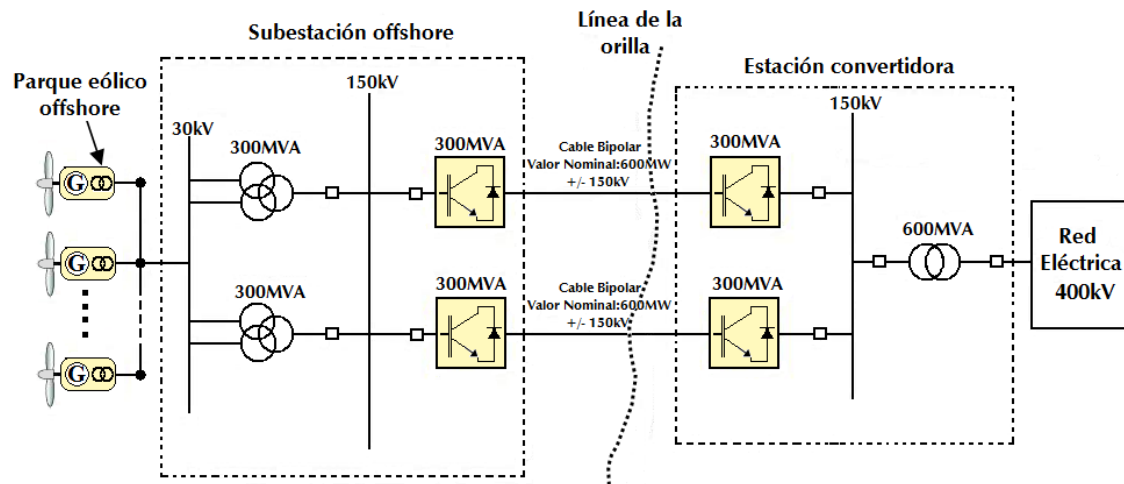 Subestación offshore
Línea de la
orilla
Estación convertidora
Parque eólico
offshore
30kV
150kV
150kV
300MVA
300MVA
Cable Bipolar
Valor Nominal:600MW
+/- 150kV
300MVA
G
600MVA
Red
Eléctrica
400kV
G
300MVA
300MVA
Cable Bipolar
Valor Nominal:600MW
+/- 150kV
300MVA
G